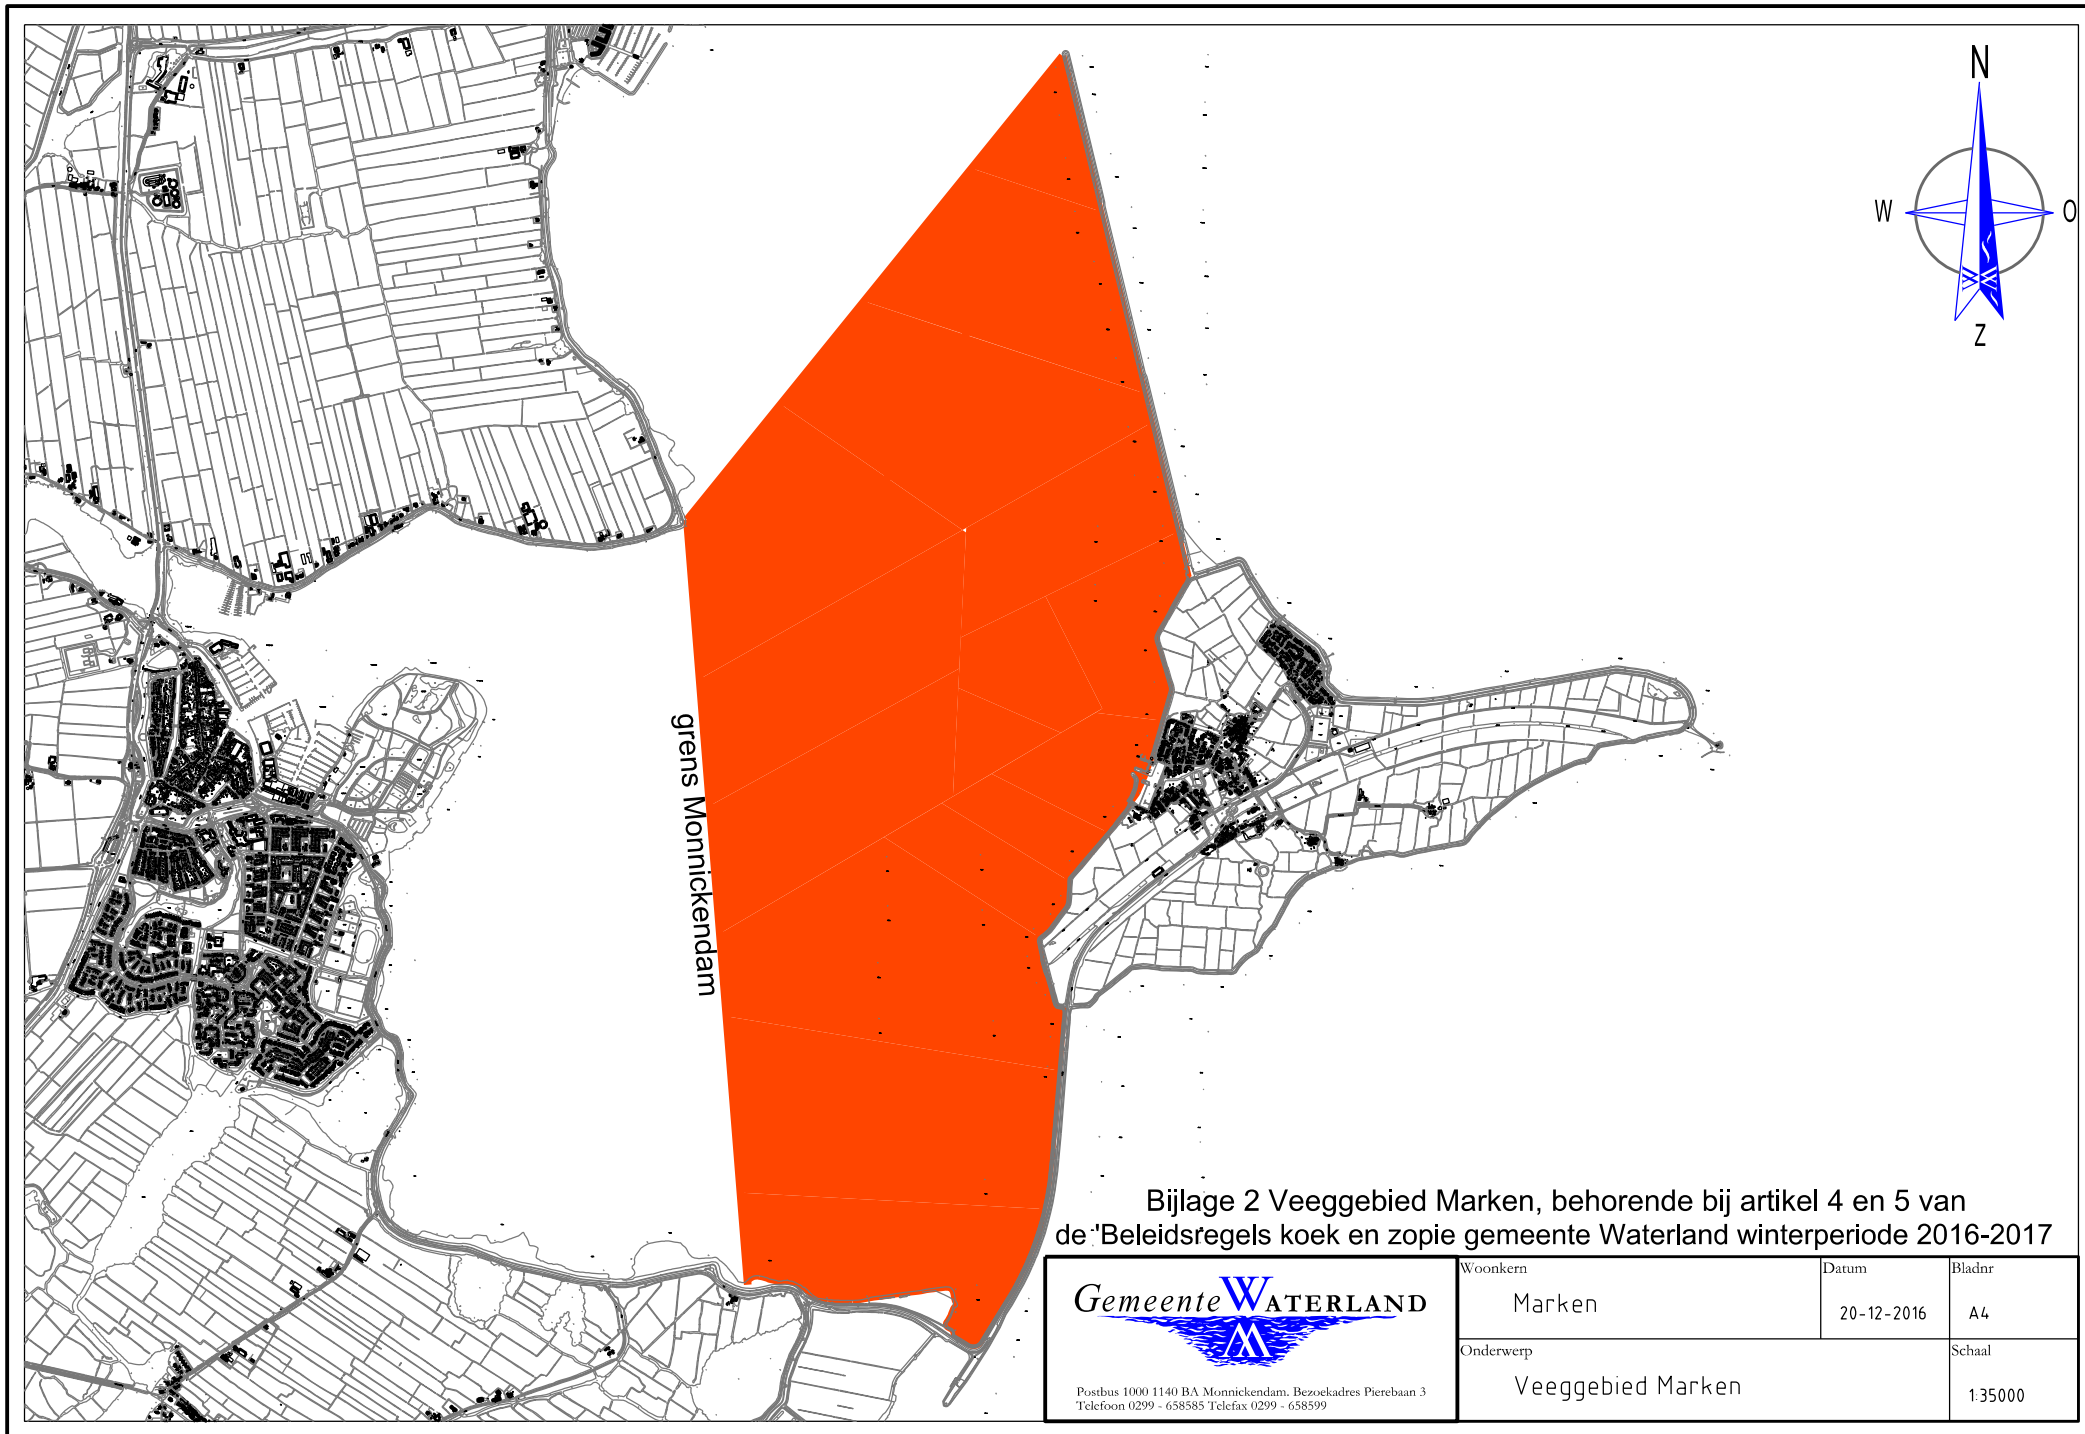 N
W
O
Z
grens Monnickendam
Bijlage 2 Veeggebied Marken, behorende bij artikel 4 en 5 van
de 'Beleidsregels koek en zopie gemeente Waterland winterperiode 2016-2017
Gemeente WATERLAND
Postbus 1000 1140 BA Monnickendam. Bezoekadres Pierebaan 3
Telefoon 0299 - 658585 Telefax 0299 - 658599
Woonkern
Marken
Datum
20-12-2016
Bladnr
A4
Onderwerp
Veeggebied Marken
Schaal
1:35000